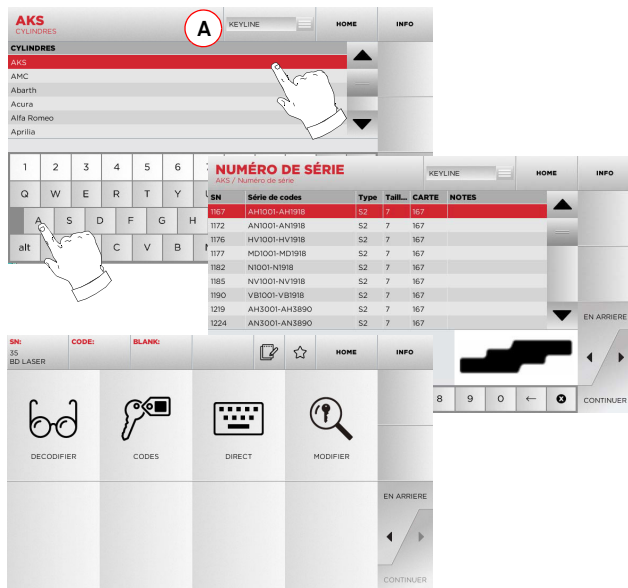 AKS
CYLINDRES
A
KEYLINE
HOME
INFO
CYLINDRES
AKS
AMC
Abarth
Acura
Alfa Romeo
Aprilia
1 2 3 4 5 6
Q W E R T Y
A S D F G H
alt C V B
NUMÉRO DE SÉRIE
AKS / Numéro de série
KEYLINE
HOME
INFO
SN Série de codes Type Taill... CARTE NOTES
1167 AH1001-AH1918 S2 7 167
1172 AN1001-AN1918 S2 7 167
1176 HV1001-HV1918 S2 7 167
1177 MD1001-MD1918 S2 7 167
1182 N1001-N1918 S2 7 167
1185 NV1001-NV1918 S2 7 167
1190 VB1001-VB1918 S2 7 167
1219 AH3001-AH3890 S2 7 167
1224 AN3001-AN3890 S2 7 167
EN ARRIERE
8 9 0 ←
CONTINUER
SN: CODE: BLANK:
35
BD LASER
HOME
INFO
DECODIFIER
CODES
DIRECT
MODIFIER
EN ARRIERE
CONTINUER